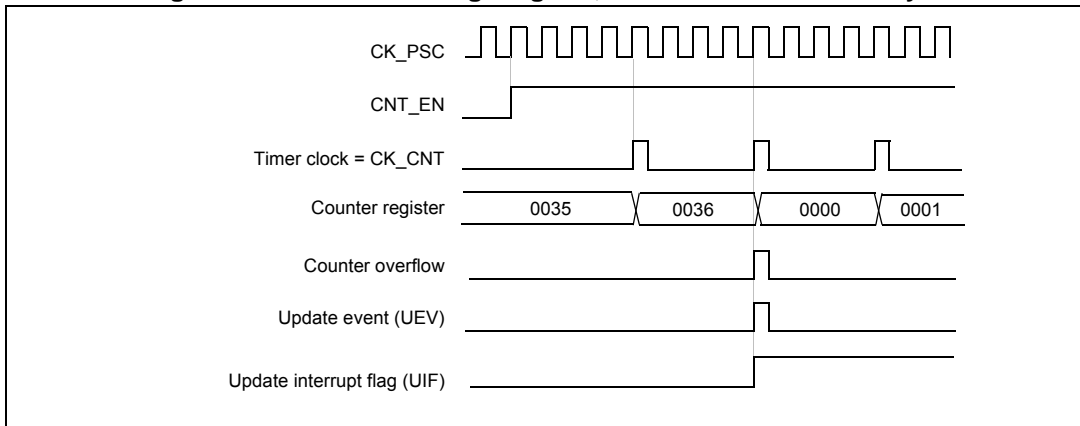 CK_PSC
CNT_EN
Timer clock = CK_CNT
Counter register 0035 0036 0000 0001
Counter overflow
Update event (UEV)
Update interrupt flag (UIF)